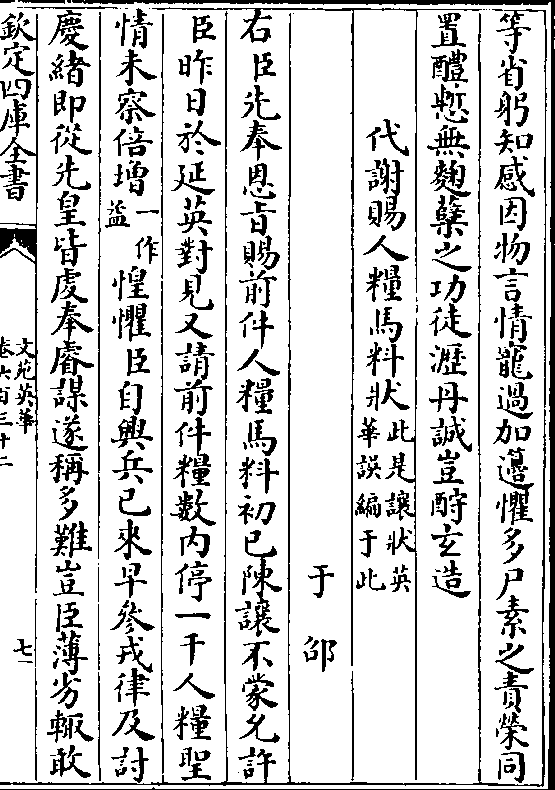 等省躬知感因物言情寵過加籩懼多尸素之責榮同
置醴慙無麴糵之功徒瀝丹誠豈酧玄造
代謝賜人糧馬料狀此是讓狀英華誤編于此
于邵
右臣先奉恩旨賜前件人糧馬料初已陳讓不蒙允許
臣昨日於延英對見又請前件糧數内停一千人糧聖
情未察倍增一作益惶懼臣自興兵已來早參戎律及討
慶緒即從先皇皆䖍奉睿謀遂稱多難豈臣薄劣輙敢
欽定四庫全書
文苑英華
卷六百三十二
七